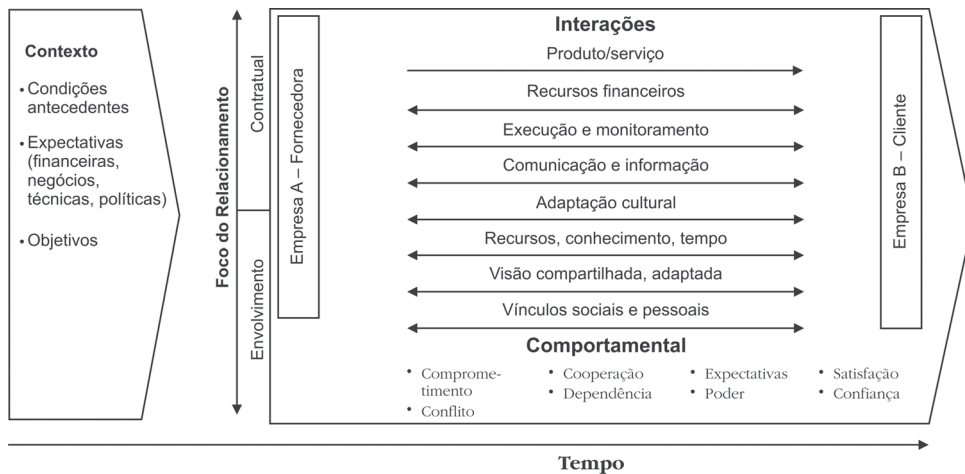 Contexto
• Condições
antecedentes
• Expectativas
(financeiras,
negócios,
técnicas, políticas)
• Objetivos
Foco do Relacionamento
Contratual
Envolvimento
Empresa A – Fornecedora
Interações
Produto/serviço
Recursos financeiros
Execução e monitoramento
Comunicação e informação
Adaptação cultural
Recursos, conhecimento, tempo
Visão compartilhada, adaptada
Vínculos sociais e pessoais
Empresa B – Cliente
Comportamental
• Comprome-
timento
• Conflito
• Cooperação
• Dependência
• Expectativas
• Poder
• Satisfação
• Confiança
Tempo